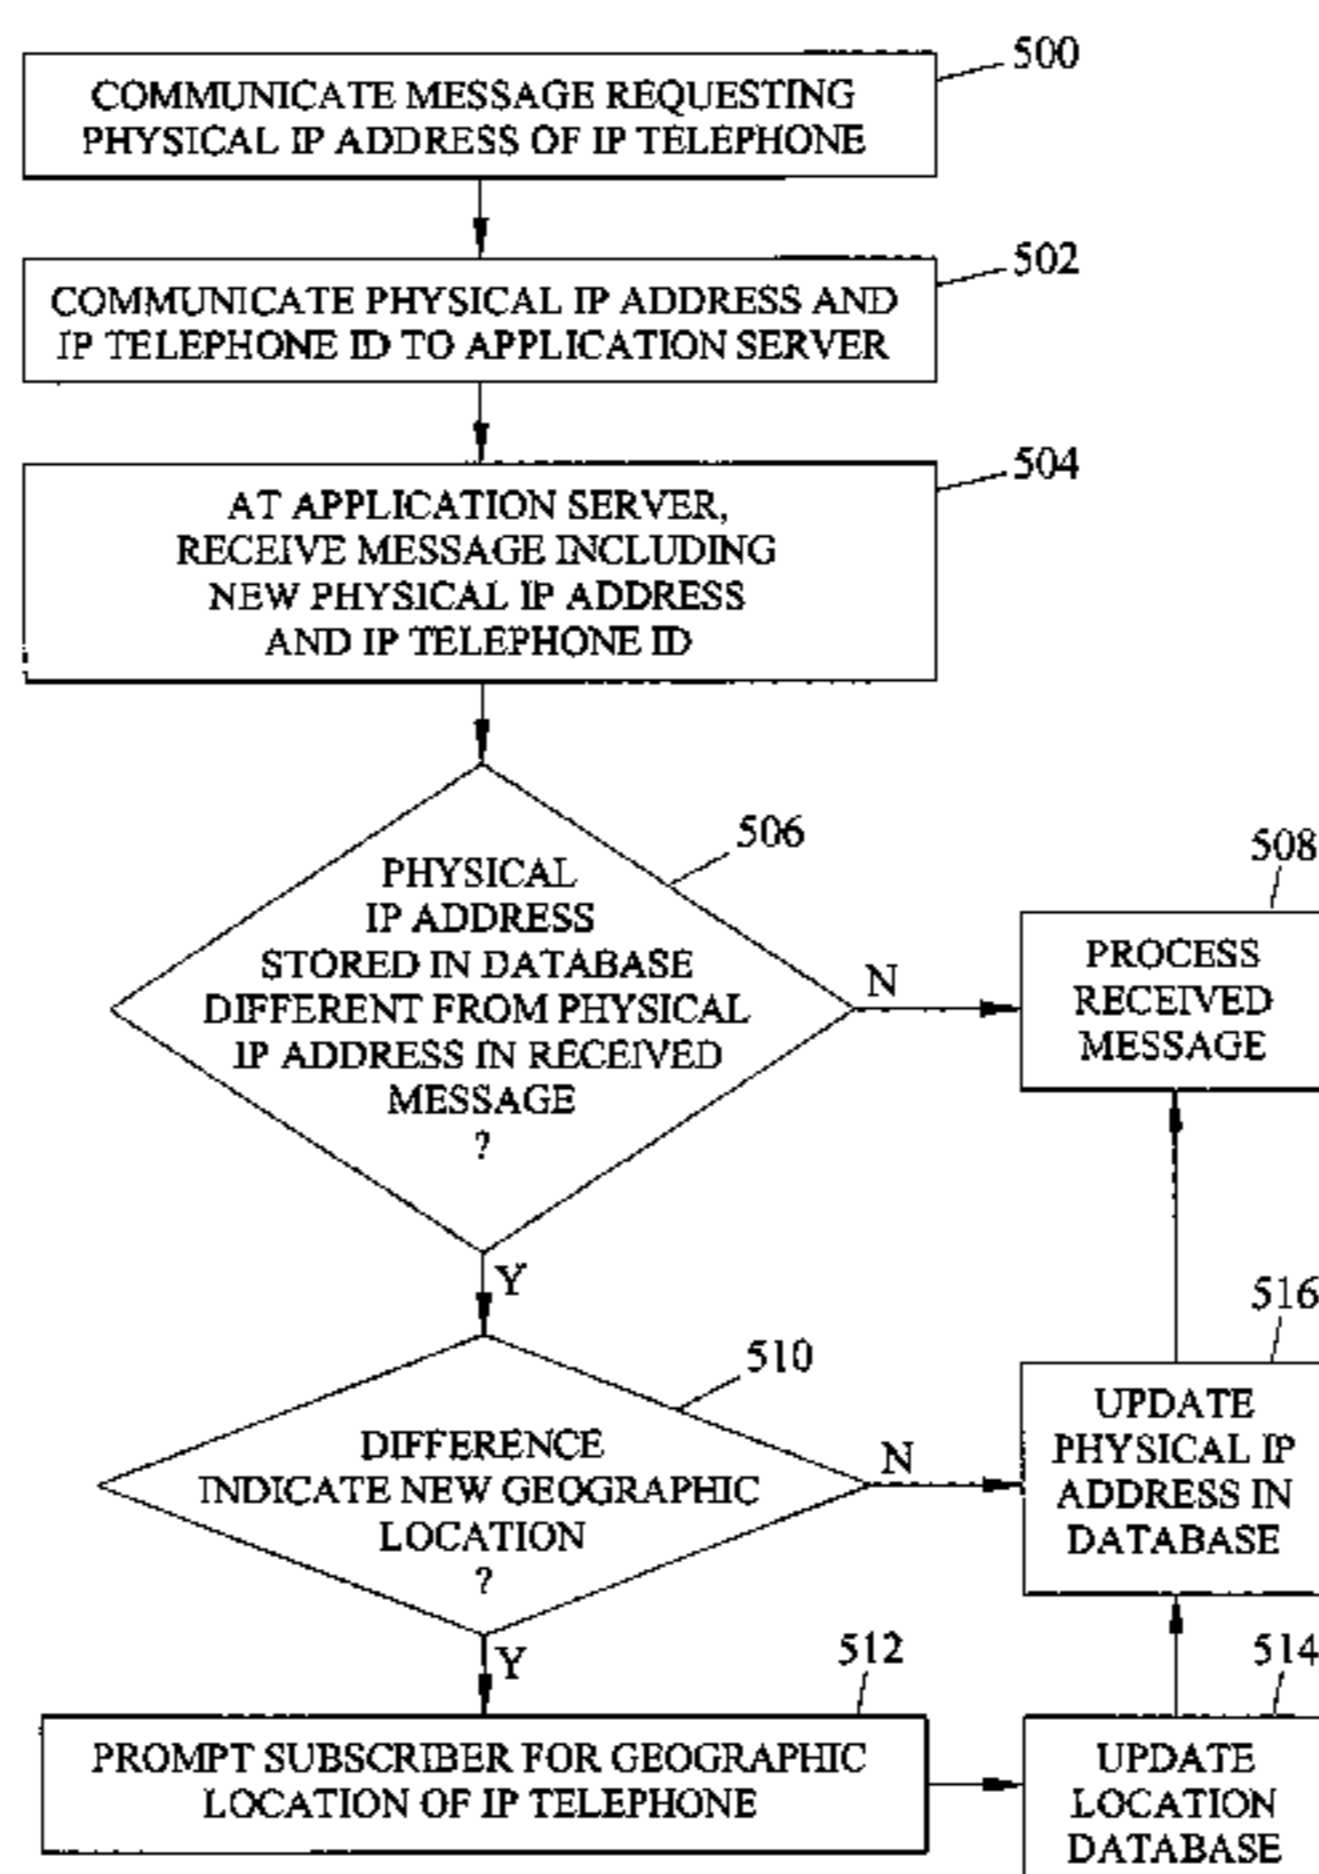 500
COMMUNICATE MESSAGE REQUESTING
PHYSICAL IP ADDRESS OF IP TELEPHONE
502
COMMUNICATE PHYSICAL IP ADDRESS AND
IP TELEPHONE ID TO APPLICATION SERVER
504
AT APPLICATION SERVER,
RECEIVE MESSAGE INCLUDING
NEW PHYSICAL IP ADDRESS
AND IP TELEPHONE ID
506
PHYSICAL
IP ADDRESS
STORED IN DATABASE
DIFFERENT FROM PHYSICAL
IP ADDRESS IN RECEIVED
MESSAGE
?
N
508
PROCESS
RECEIVED
MESSAGE
Y
510
DIFFERENCE
INDICATE NEW GEOGRAPHIC
LOCATION
?
N
516
UPDATE
PHYSICAL IP
ADDRESS IN
DATABASE
Y
512
PROMPT SUBSCRIBER FOR GEOGRAPHIC
LOCATION OF IP TELEPHONE
514
UPDATE
LOCATION
DATABASE